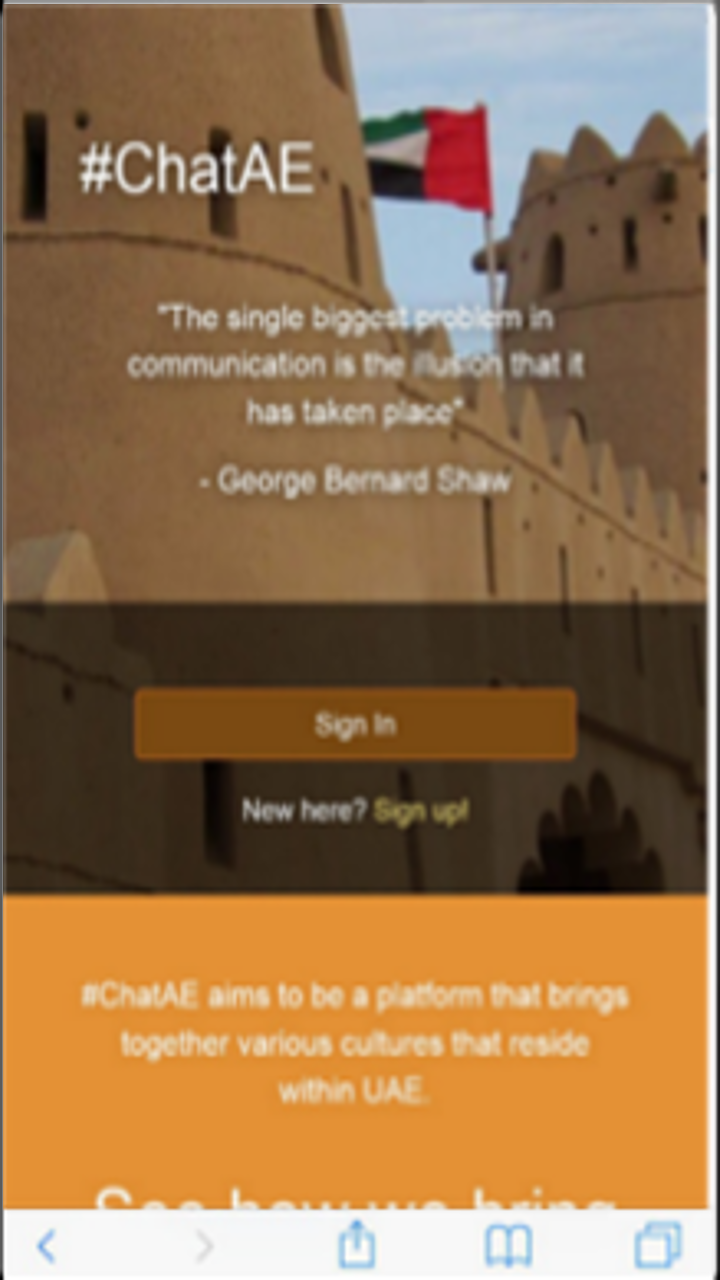 #ChatAE
"The single biggest problem in
communication is the illusion that it
has taken place"
- George Bernard Shaw
Sign In
New here? Sign up!
#ChatAE aims to be a platform that brings
together various cultures that reside
within UAE.
See how we bring